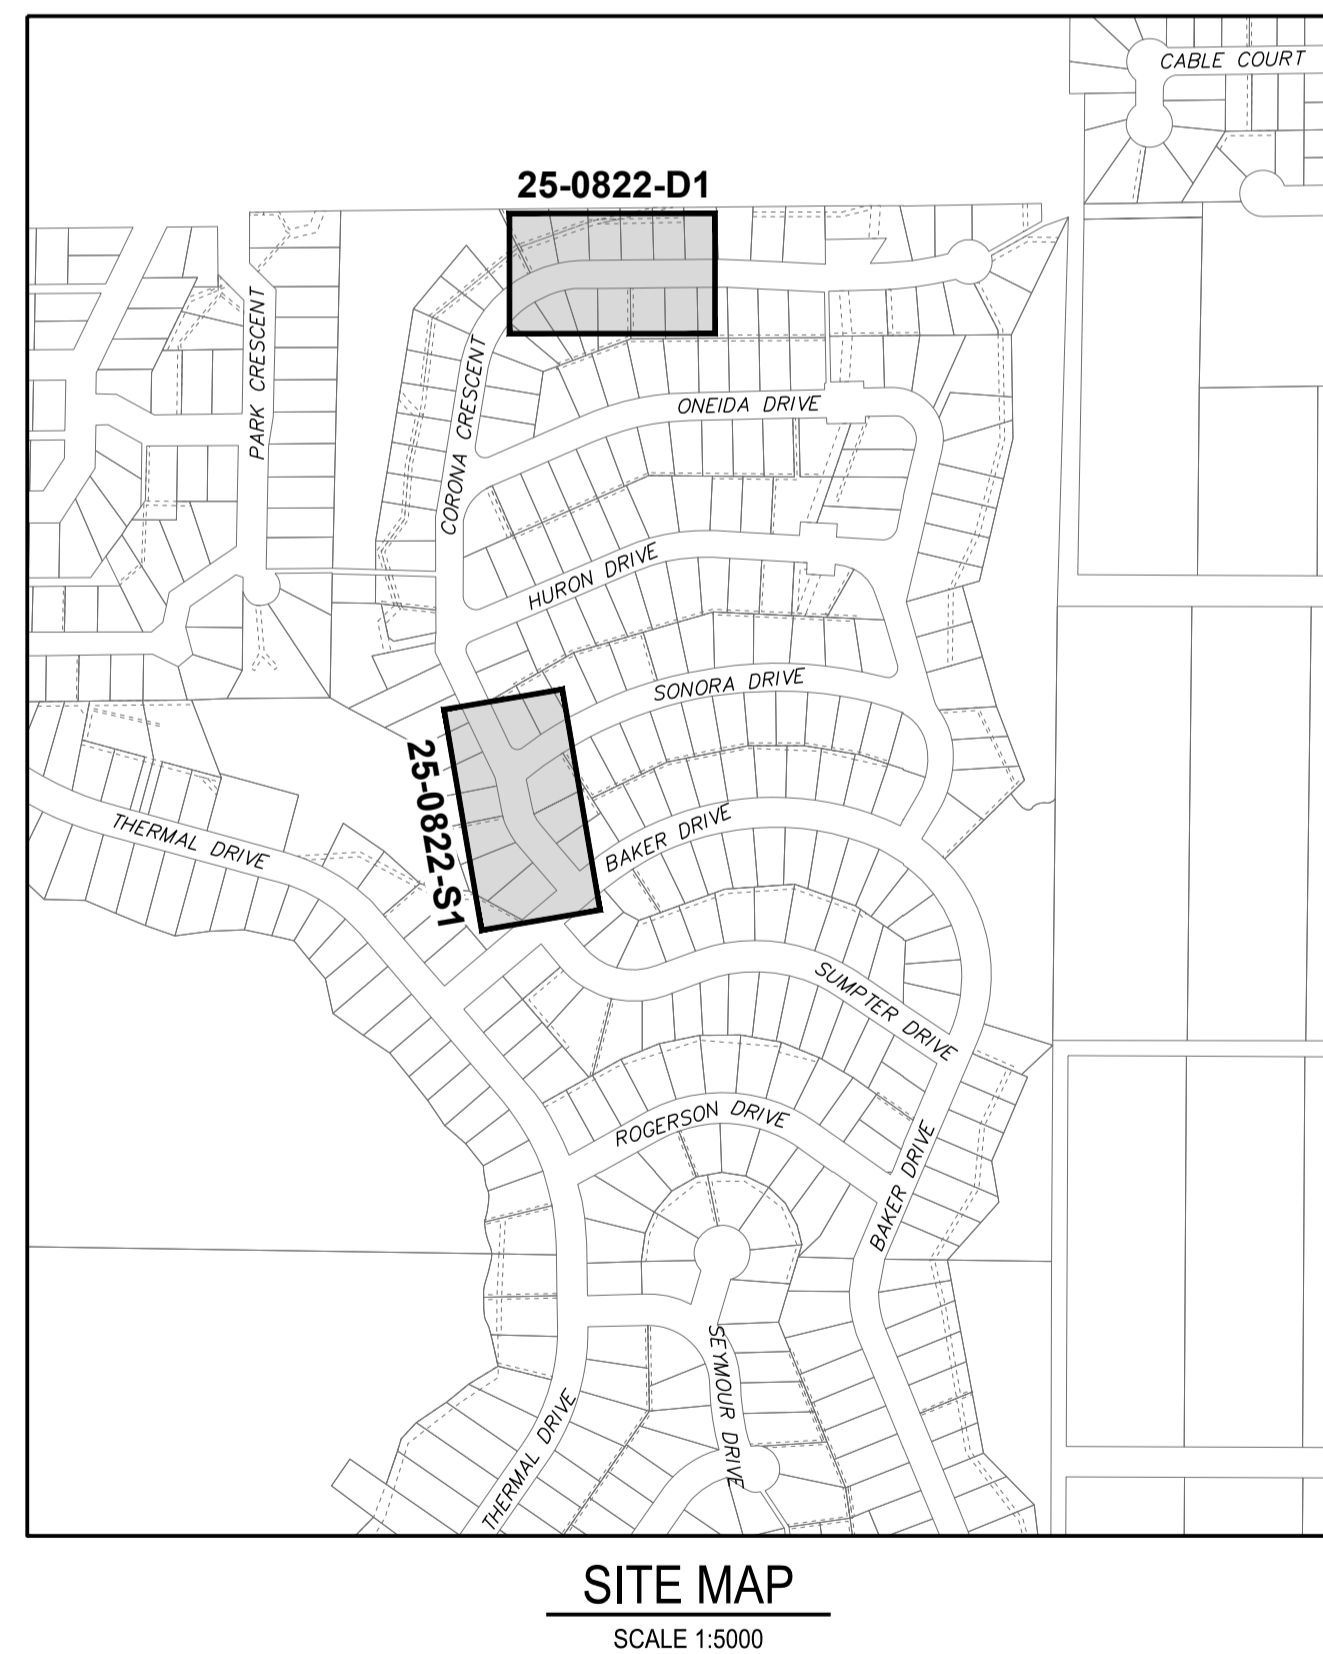 CABLE COURT
25-0822-D1
PARK CRESCENT
CORONA CRESCENT
ONEIDA DRIVE
HURON DRIVE
SONORA DRIVE
25-0822-S1
THERMAL DRIVE
BAKER DRIVE
SUMPTER DRIVE
ROGERSON DRIVE
BAKER DRIVE
SEYMOUR DRIVE
THERMAL DRIVE
SITE MAP
SCALE 1:5000